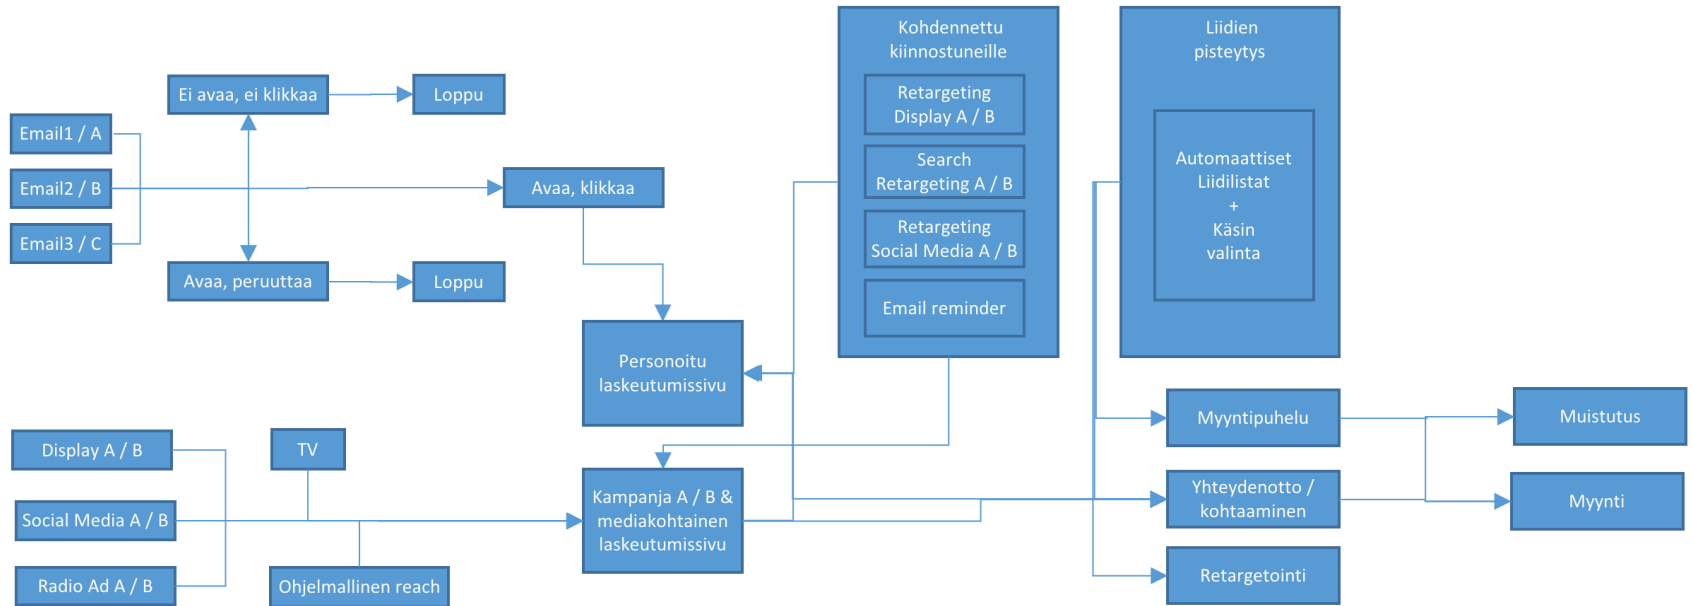 Kohdennettu
kiinnostuneille
Retargeting
Display A / B
Search
Retargeting A / B
Retargeting
Social Media A / B
Email reminder
Liidien
pisteytys
Automaattiset
Liidilistat
+
Käsin
valinta
Ei avaa, ei klikkaa
Loppu
Email1 / A
Email2 / B
Email3 / C
Avaa, klikkaa
Avaa, peruuttaa
Loppu
Personoitu
laskeutumissivu
Display A / B
TV
Social Media A / B
Radio Ad A / B
Ohjelmallinen reach
Kampanja A / B &
mediakohtainen
laskeutumissivu
Myyntipuhelu
Muistutus
Yhteydenotto /
kohtaaminen
Myynti
Retargetointi